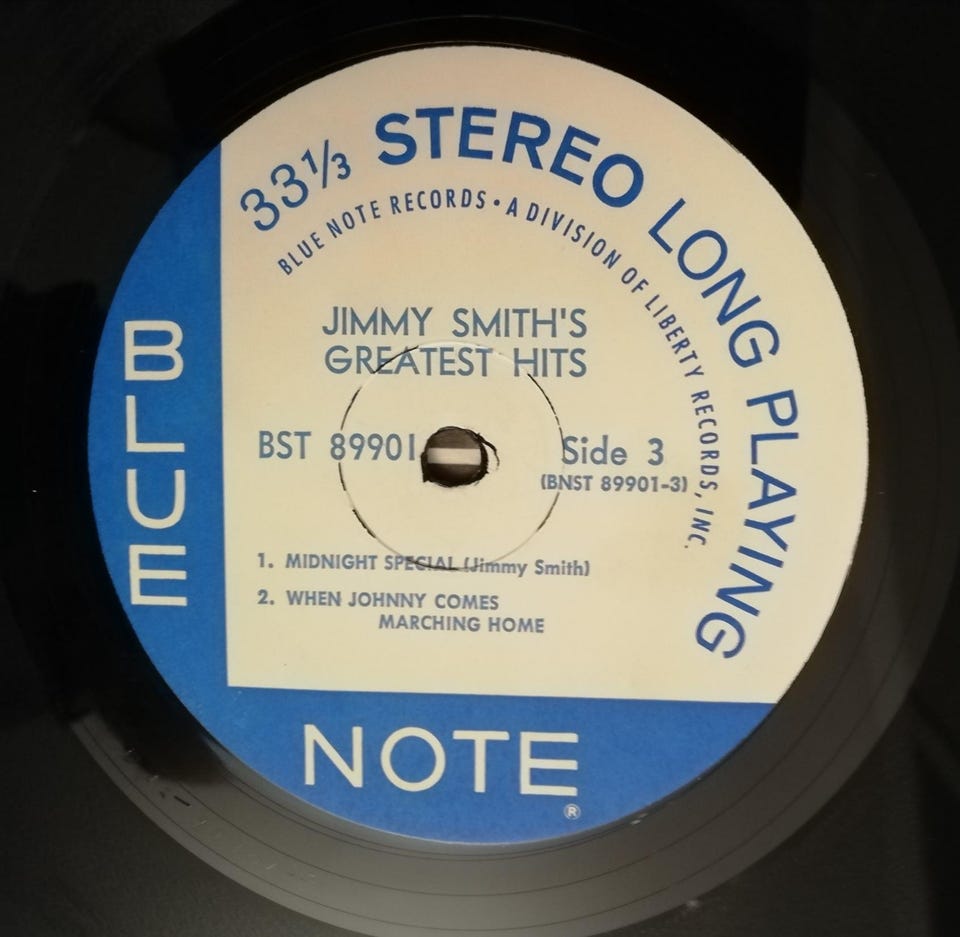 33⅓ STEREO LONG PLAYING
BLUE NOTE RECORDS • A DIVISION OF LIBERTY RECORDS, INC.
JIMMY SMITH'S
GREATEST HITS
BST 89901
Side 3
(BNST 89901-3)
1. MIDNIGHT SPECIAL (Jimmy Smith)
2. WHEN JOHNNY COMES
MARCHING HOME
BLUE
NOTE
®